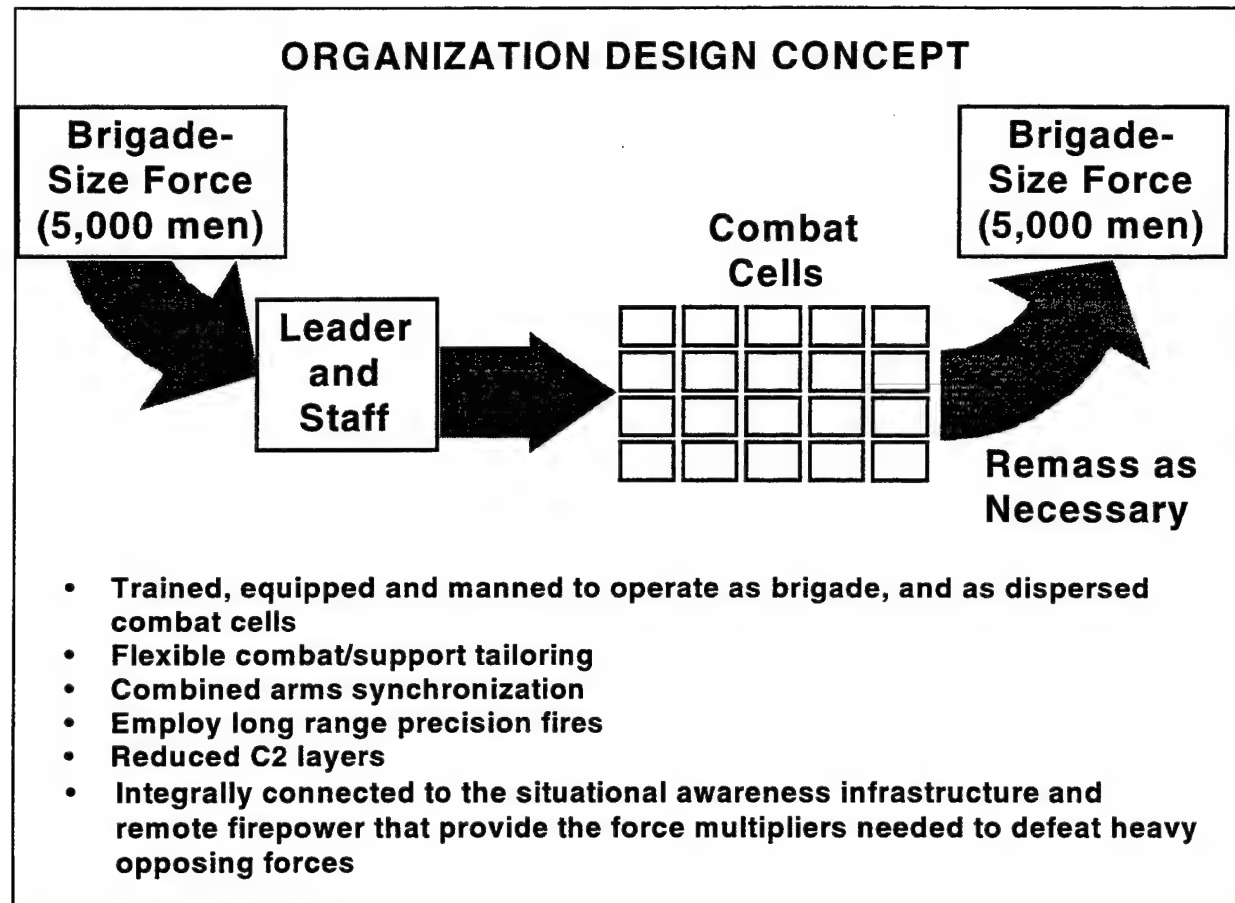 ORGANIZATION DESIGN CONCEPT
Brigade-
Size Force
(5,000 men)
Leader
and
Staff
Combat
Cells
Brigade-
Size Force
(5,000 men)
Remass as
Necessary
• Trained, equipped and manned to operate as brigade, and as dispersed
combat cells
• Flexible combat/support tailoring
• Combined arms synchronization
• Employ long range precision fires
• Reduced C2 layers
• Integrally connected to the situational awareness infrastructure and
remote firepower that provide the force multipliers needed to defeat heavy
opposing forces